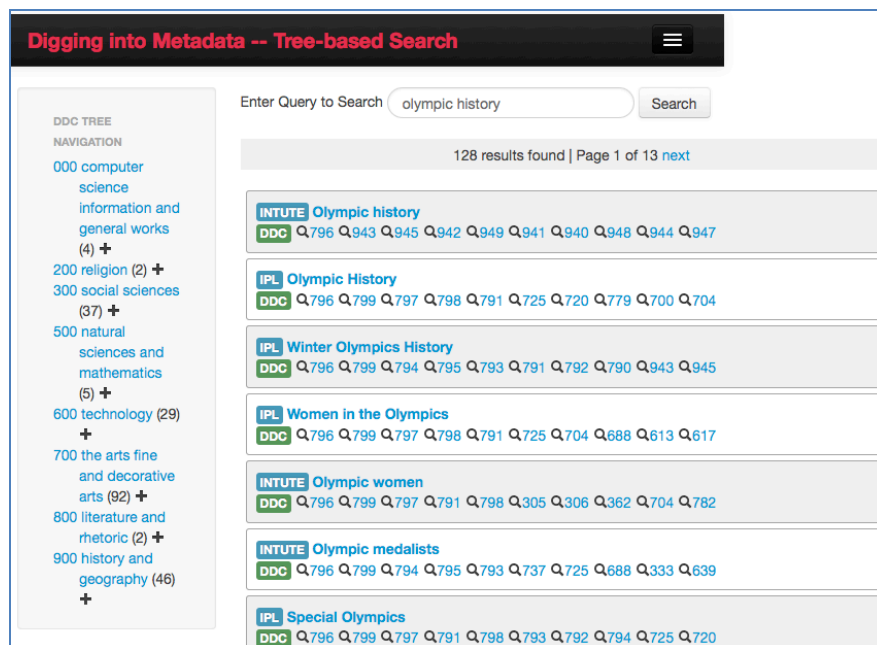 Digging into Metadata -- Tree-based Search
DDC TREE
NAVIGATION
000 computer
science
information and
general works
(4)
200 religion (2)
300 social sciences
(37)
500 natural
sciences and
mathematics
(5)
600 technology (29)
700 the arts fine
and decorative
arts (92)
800 literature and
rhetoric (2)
900 history and
geography (46)
Enter Query to Search olympic history Search
128 results found | Page 1 of 13 next
INTUTE Olympic history
DDC 796 943 945 942 949 941 940 948 944 947
IPL Olympic History
DDC 796 799 797 798 791 725 720 779 700 704
IPL Winter Olympics History
DDC 796 799 794 795 793 791 792 790 943 945
IPL Women in the Olympics
DDC 796 799 797 798 791 725 704 688 613 617
INTUTE Olympic women
DDC 796 799 797 791 798 305 306 362 704 782
INTUTE Olympic medalists
DDC 796 799 794 795 793 737 725 688 333 639
IPL Special Olympics
DDC 796 799 797 791 798 793 792 794 725 720